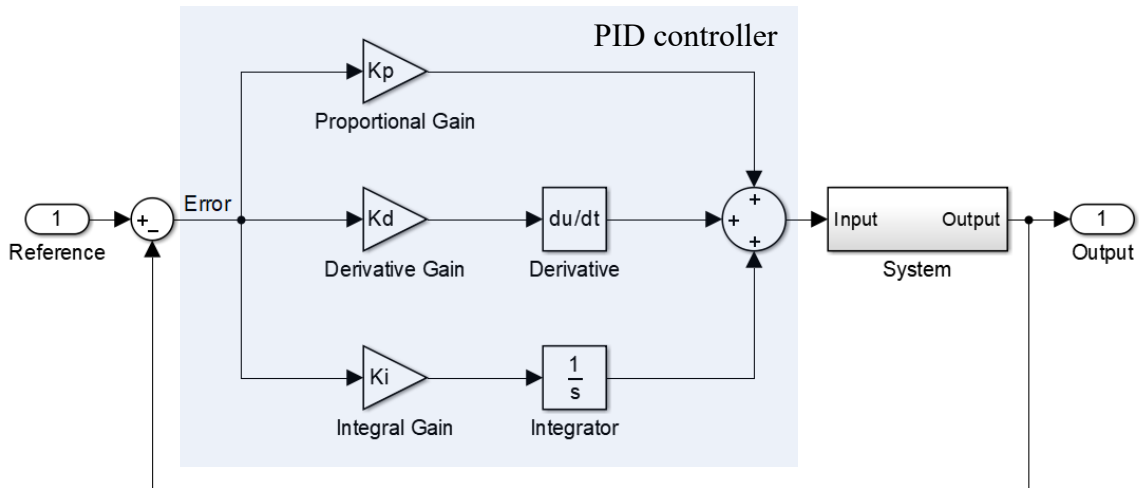 PID controller
Kp
Proportional Gain
1
Reference
+
−
Error
Kd
Derivative Gain
du/dt
Derivative
+
+
+
Input
Output
System
1
Output
Ki
Integral Gain
1
s
Integrator